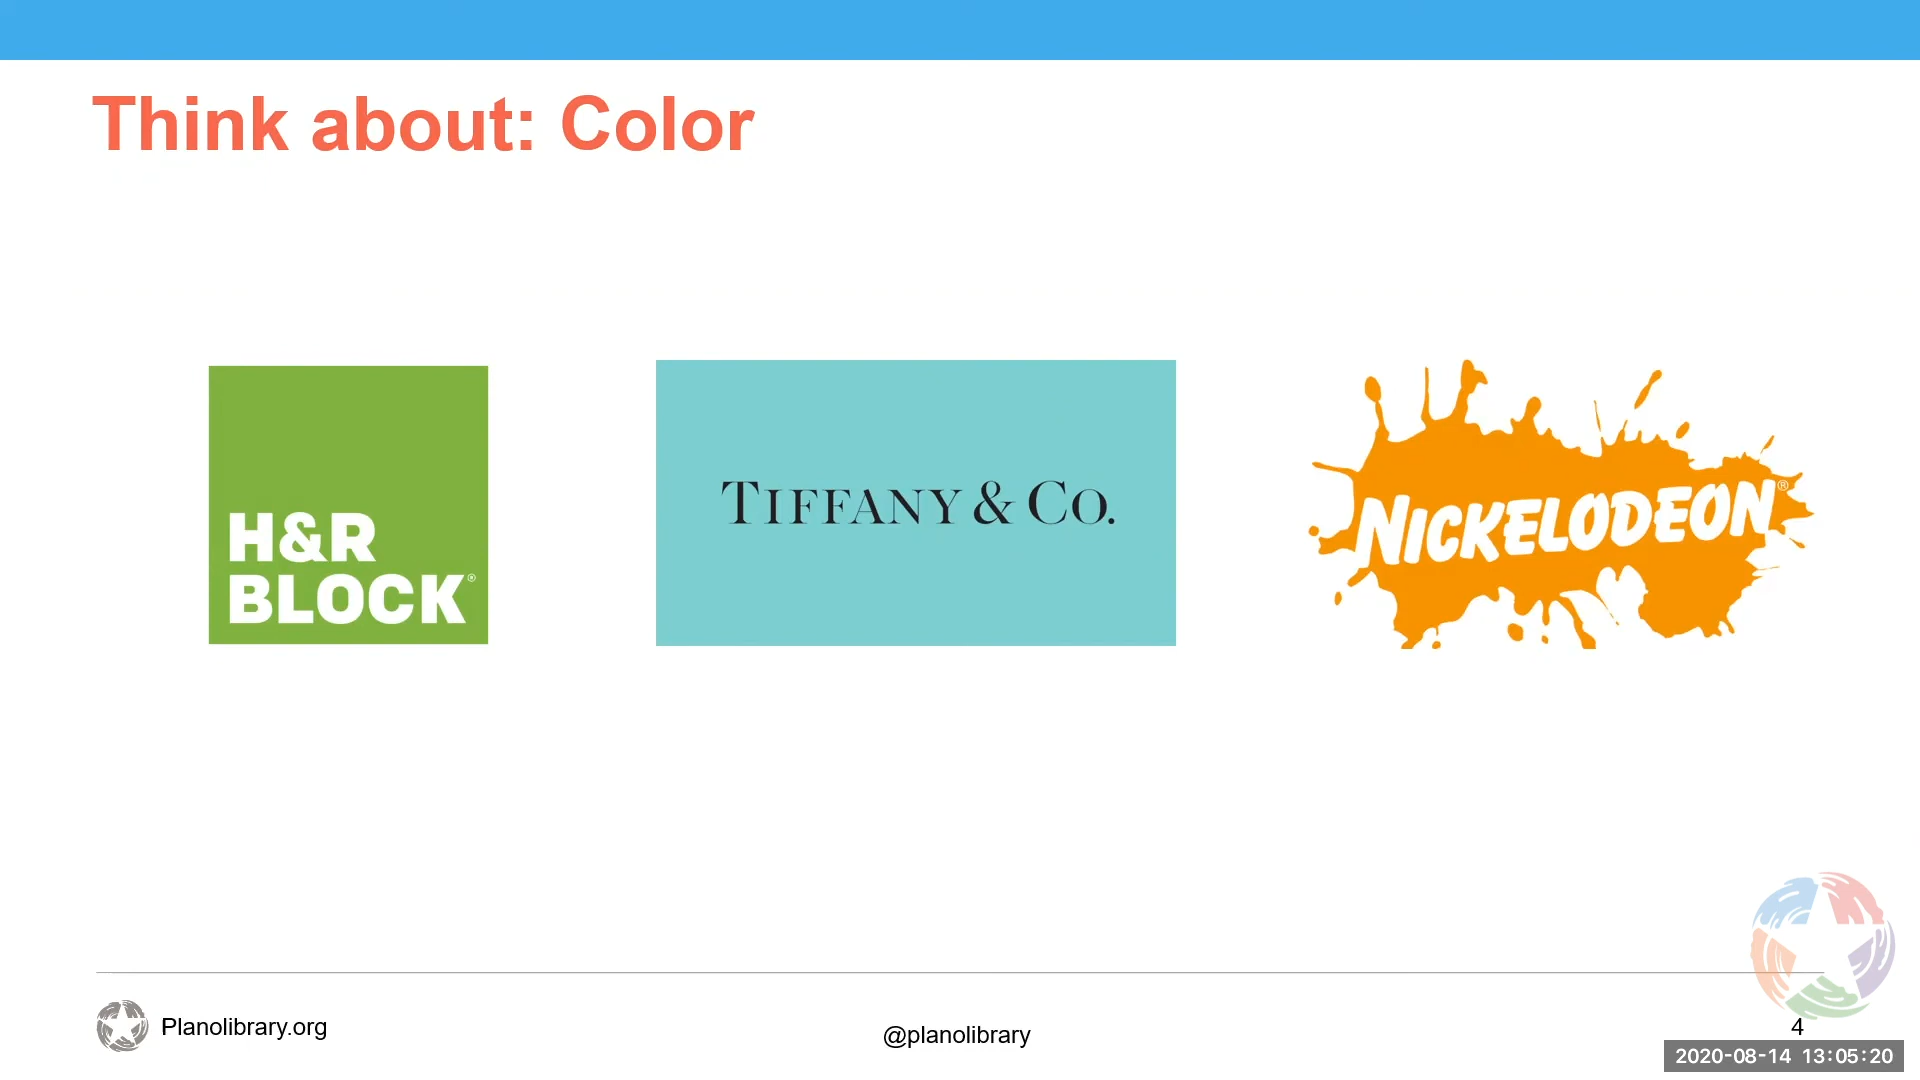 Think about: Color
H&R
BLOCK®
TIFFANY & CO.
NICKELODEON®
Planolibrary.org
@planolibrary
4
2020-08-14 13:05:20